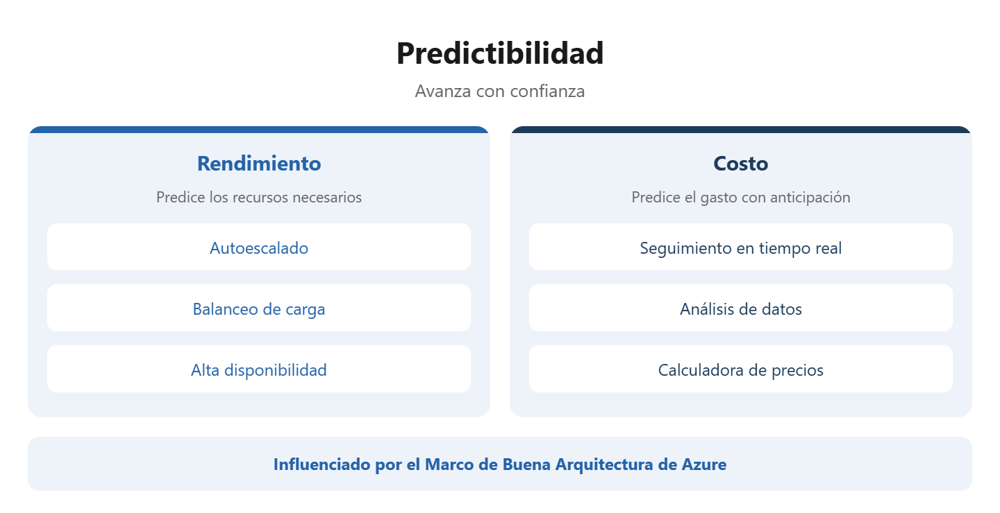 Predictibilidad
Avanza con confianza
Rendimiento
Predice los recursos necesarios
Autoescalado
Balanceo de carga
Alta disponibilidad
Costo
Predice el gasto con anticipación
Seguimiento en tiempo real
Análisis de datos
Calculadora de precios
Influenciado por el Marco de Buena Arquitectura de Azure